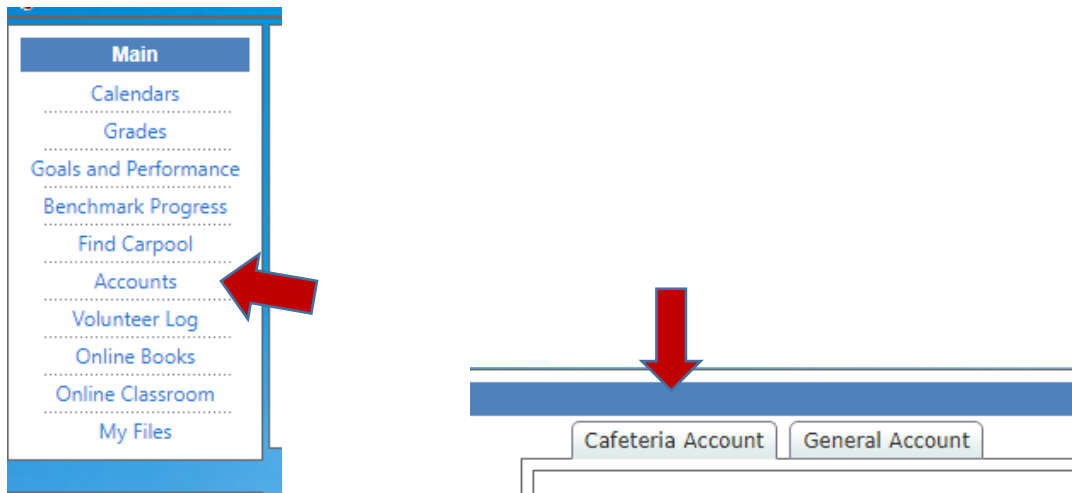 Main
Calendars
Grades
Goals and Performance
Benchmark Progress
Find Carpool
Accounts
Volunteer Log
Online Books
Online Classroom
My Files
Cafeteria Account
General Account